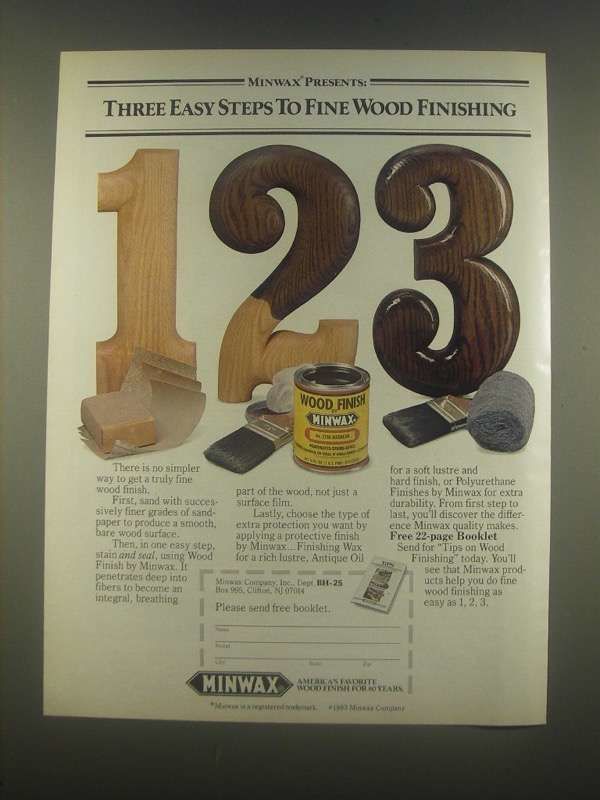 MINWAX® PRESENTS:
THREE EASY STEPS TO FINE WOOD FINISHING
WOOD FINISH
BY
MINWAX
There is no simpler
way to get a truly fine
wood finish.
First, sand with succes-
sively finer grades of sand-
paper to produce a smooth,
bare wood surface.
Then, in one easy step,
stain and seal, using Wood
Finish by Minwax. It
penetrates deep into
fibers to become an
integral, breathing
part of the wood, not just a
surface film.
Lastly, choose the type of
extra protection you want by
applying a protective finish
by Minwax...Finishing Wax
for a rich lustre, Antique Oil
for a soft lustre and
hard finish, or Polyurethane
Finishes by Minwax for extra
durability. From first step to
last, you'll discover the differ-
ence Minwax quality makes.
Free 22-page Booklet
Send for "Tips on Wood
Finishing" today. You'll
see that Minwax prod-
ucts help you do fine
wood finishing as
easy as 1, 2, 3.
Minwax Company, Inc., Dept. BH-25
Box 995, Clifton, NJ 07014
Please send free booklet.
Name
City State Zip
MINWAX
AMERICA'S FAVORITE
WOOD FINISH FOR 80 YEARS.
*Minwax is a registered trademark. ©1983 Minwax Company